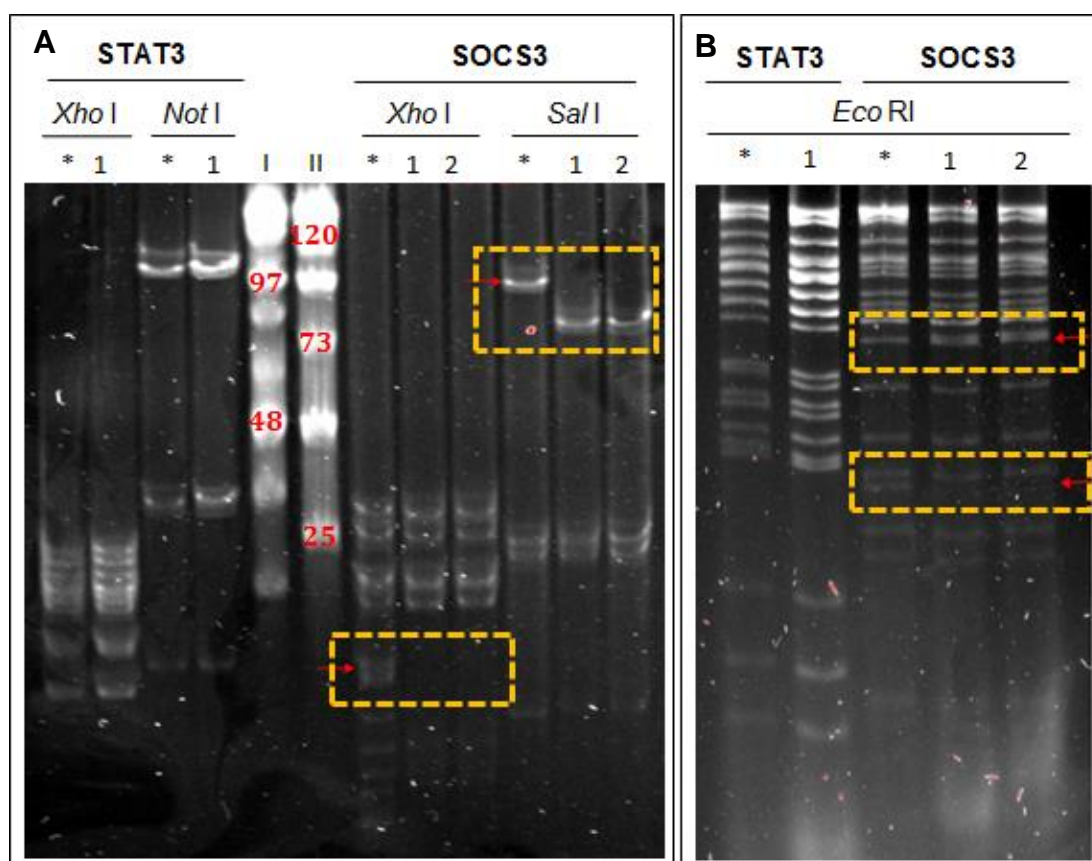 A
STAT3 SOCS3
Xho I Not I Xho I Sal I
* 1 * 1 I II * 1 2 * 1 2
120
97
73
48
25
B
STAT3 SOCS3
Eco RI
* 1 * 1 2